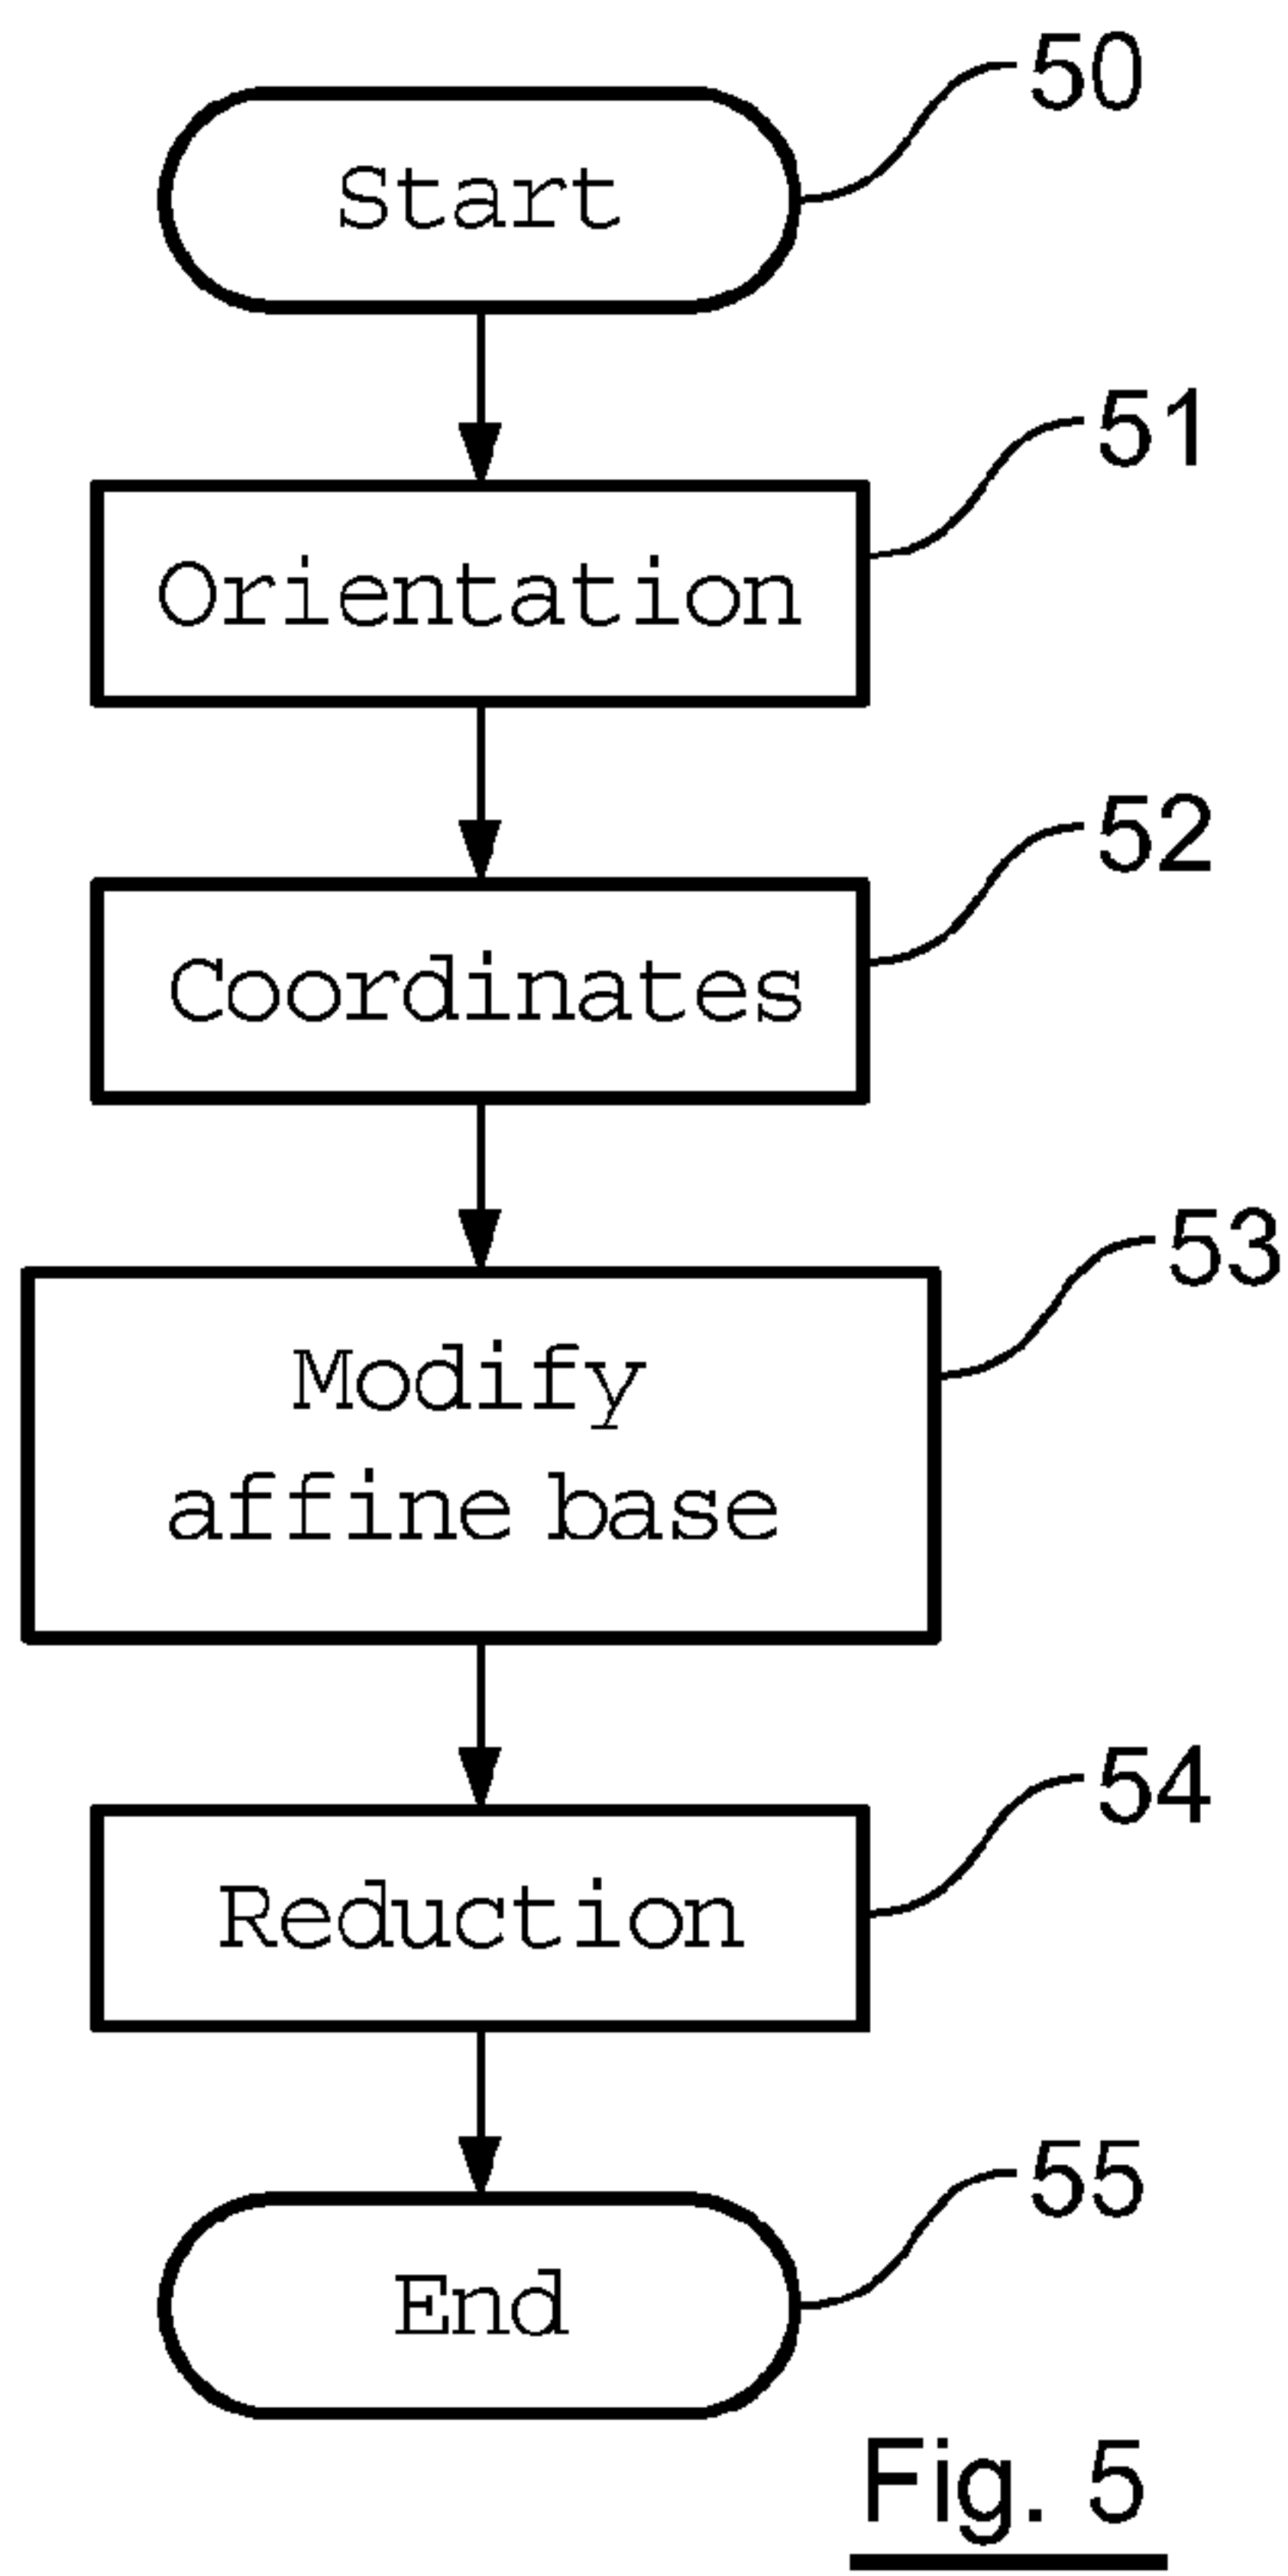 50
Start
51
Orientation
52
Coordinates
53
Modify
affine base
54
Reduction
55
End
Fig. 5